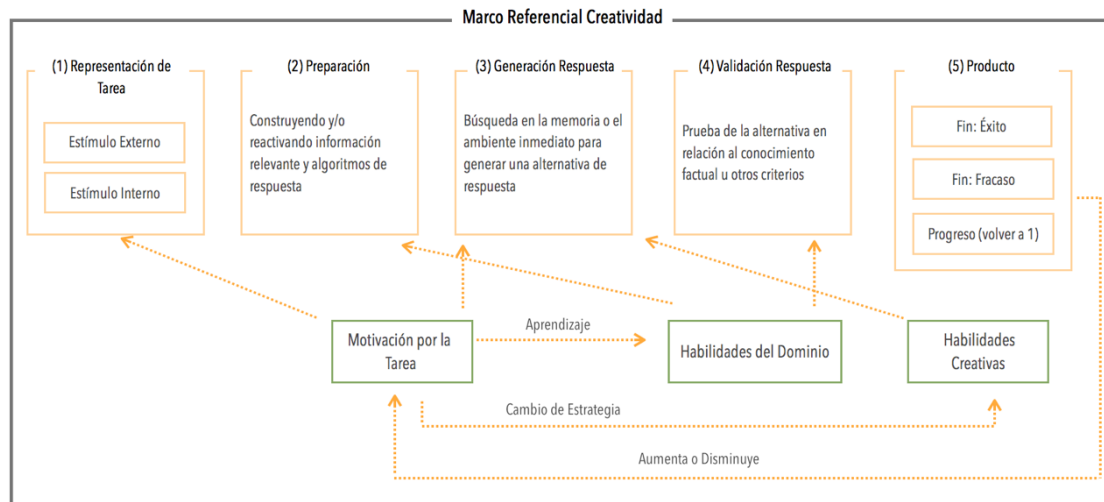 Marco Referencial Creatividad
(1) Representación de
Tarea
Estímulo Externo
Estímulo Interno
(2) Preparación
Construyendo y/o
reactivando información
relevante y algoritmos de
respuesta
(3) Generación Respuesta
Búsqueda en la memoria o el
ambiente inmediato para
generar una alternativa de
respuesta
(4) Validación Respuesta
Prueba de la alternativa en
relación al conocimiento
factual u otros criterios
(5) Producto
Fin: Éxito
Fin: Fracaso
Progreso (volver a 1)
Motivación por la
Tarea
Aprendizaje
Habilidades del Dominio
Habilidades
Creativas
Cambio de Estrategia
Aumenta o Disminuye